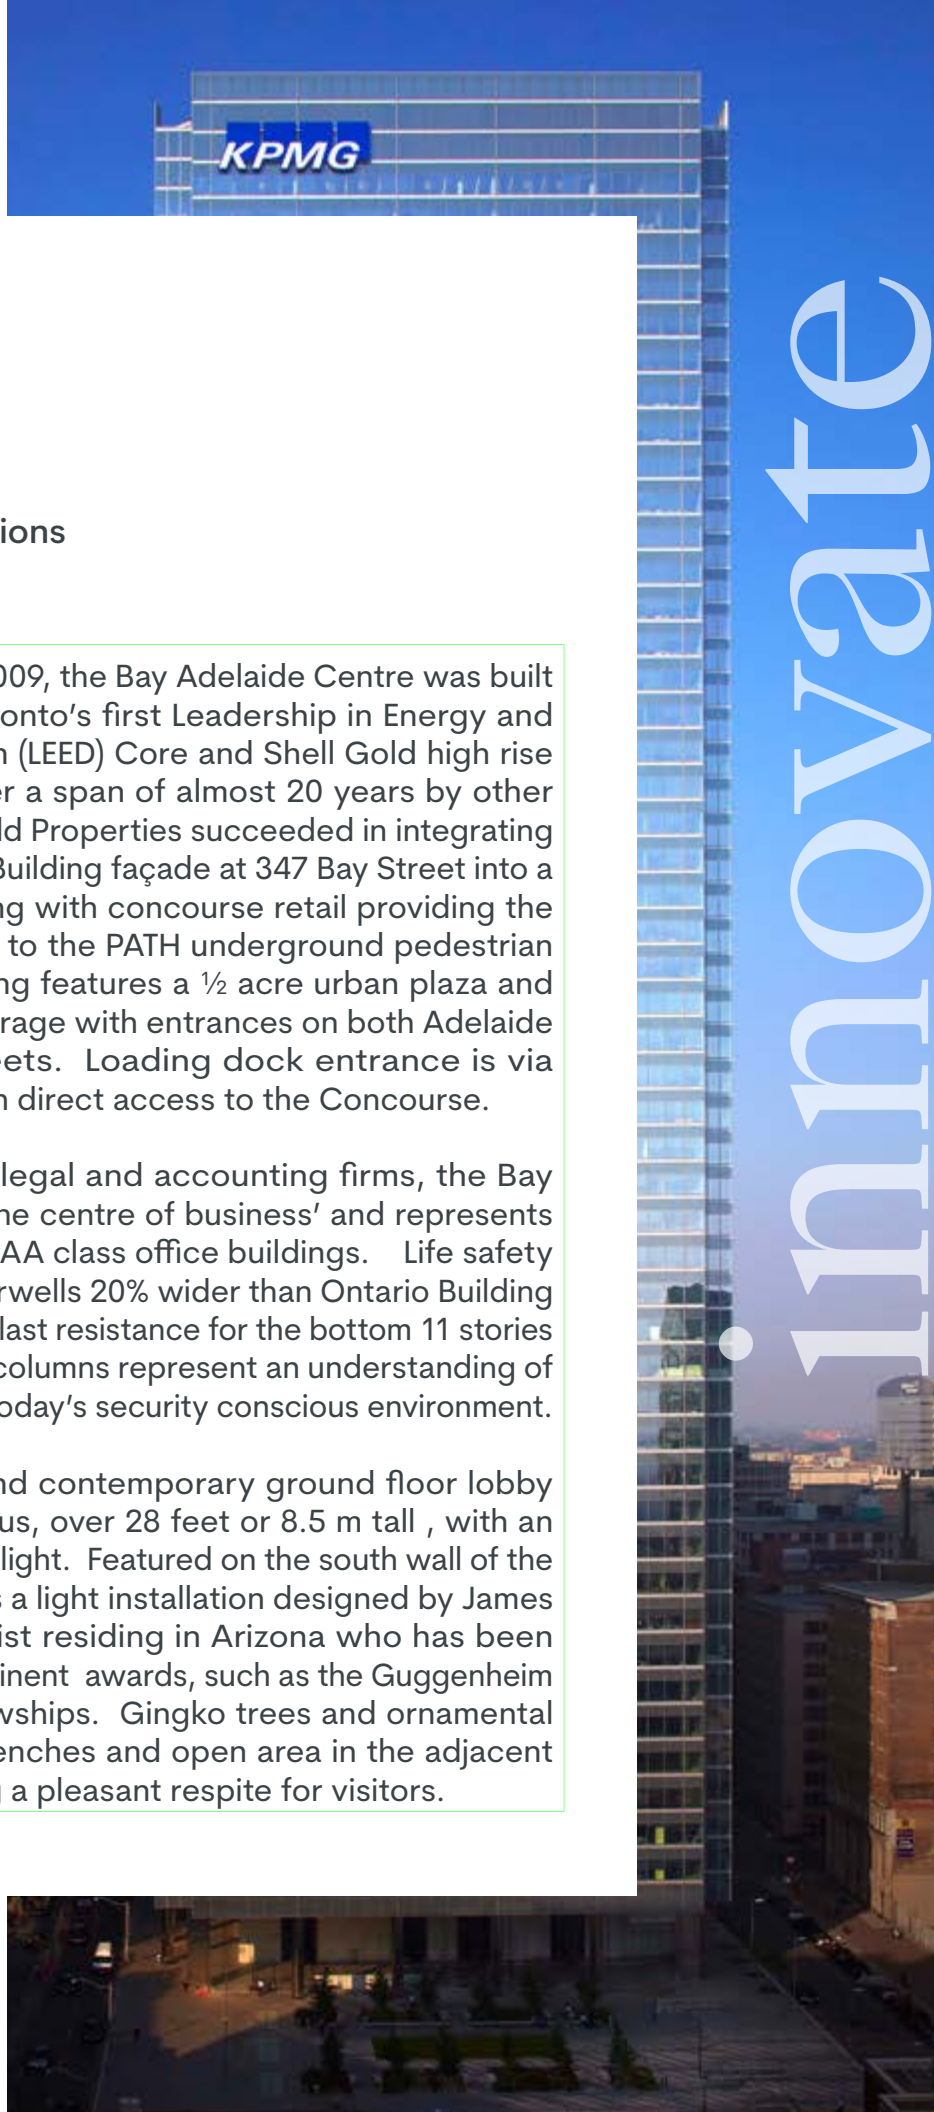 KPMG
ions
009, the Bay Adelaide Centre was built
onto's first Leadership in Energy and
n (LEED) Core and Shell Gold high rise
er a span of almost 20 years by other
ld Properties succeeded in integrating
Building façade at 347 Bay Street into a
ng with concourse retail providing the
to the PATH underground pedestrian
ng features a ½ acre urban plaza and
rage with entrances on both Adelaide
eets. Loading dock entrance is via
n direct access to the Concourse.
legal and accounting firms, the Bay
he centre of business' and represents
AA class office buildings. Life safety
rwells 20% wider than Ontario Building
last resistance for the bottom 11 stories
columns represent an understanding of
oday's security conscious environment.
nd contemporary ground floor lobby
us, over 28 feet or 8.5 m tall , with an
light. Featured on the south wall of the
s a light installation designed by James
ist residing in Arizona who has been
inent awards, such as the Guggenheim
wships. Gingko trees and ornamental
enches and open area in the adjacent
g a pleasant respite for visitors.
innovate